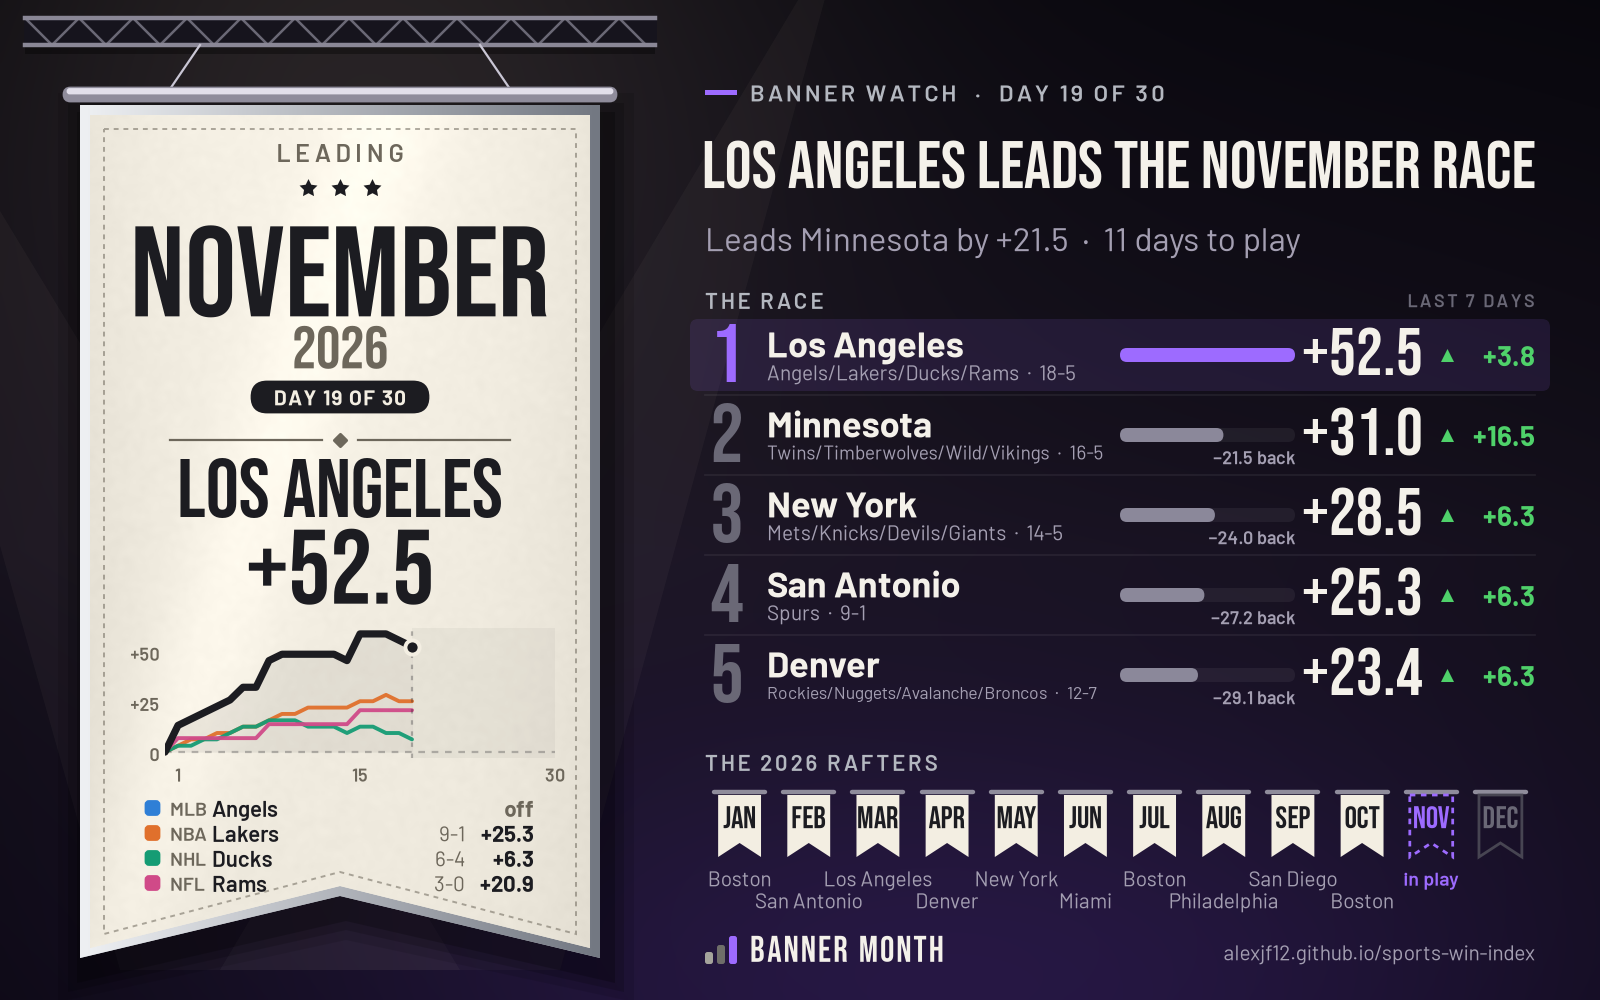 LEADING
NOVEMBER
2026
DAY 19 OF 30
LOS ANGELES
+52.5
+50
+25
0
1 15 30
MLB Angels off
NBA Lakers 9-1 +25.3
NHL Ducks 6-4 +6.3
NFL Rams 3-0 +20.9
BANNER WATCH · DAY 19 OF 30
LOS ANGELES LEADS THE NOVEMBER RACE
Leads Minnesota by +21.5 · 11 days to play
THE RACE LAST 7 DAYS
1 Los Angeles +52.5 ▲ +3.8
Angels/Lakers/Ducks/Rams · 18-5
2 Minnesota +31.0 ▲ +16.5
Twins/Timberwolves/Wild/Vikings · 16-5 −21.5 back
3 New York +28.5 ▲ +6.3
Mets/Knicks/Devils/Giants · 14-5 −24.0 back
4 San Antonio +25.3 ▲ +6.3
Spurs · 9-1 −27.2 back
5 Denver +23.4 ▲ +6.3
Rockies/Nuggets/Avalanche/Broncos · 12-7 −29.1 back
THE 2026 RAFTERS
JAN FEB MAR APR MAY JUN JUL AUG SEP OCT NOV DEC
Boston Los Angeles New York Boston San Diego in play
San Antonio Denver Miami Philadelphia Boston
BANNER MONTH alexjf12.github.io/sports-win-index